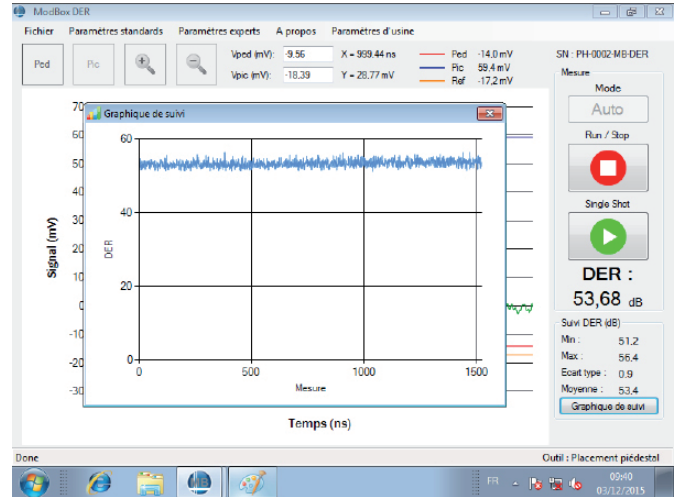 ModBox DER
Fichier Paramètres standards Paramètres experts A propos Paramètres d'usine
Ped Pic Vped (mV): -9.56 X = 999.44 ns Ped -14.0 mV SN : PH-0002-MB-DER
Vpic (mV): -18.39 Y = 28.77 mV Pic 59.4 mV
Ref -17,2 mV
Mesure
Mode
Auto
Run / Stop
Single Shot
DER :
53,68 dB
Suivi DER (dB)
Min : 51.2
Max : 56,4
Ecart type : 0.9
Moyenne : 53,4
Graphique de suivi
Graphique de suivi
Signal (mV)
70
60
50
40
30
20
10
0
-10
-20
-30
DER
60
40
20
0
0 500 1000 1500
Mesure
Temps (ns)
Done Outil : Placement piédestal
MB FR 09:40
03/12/2015